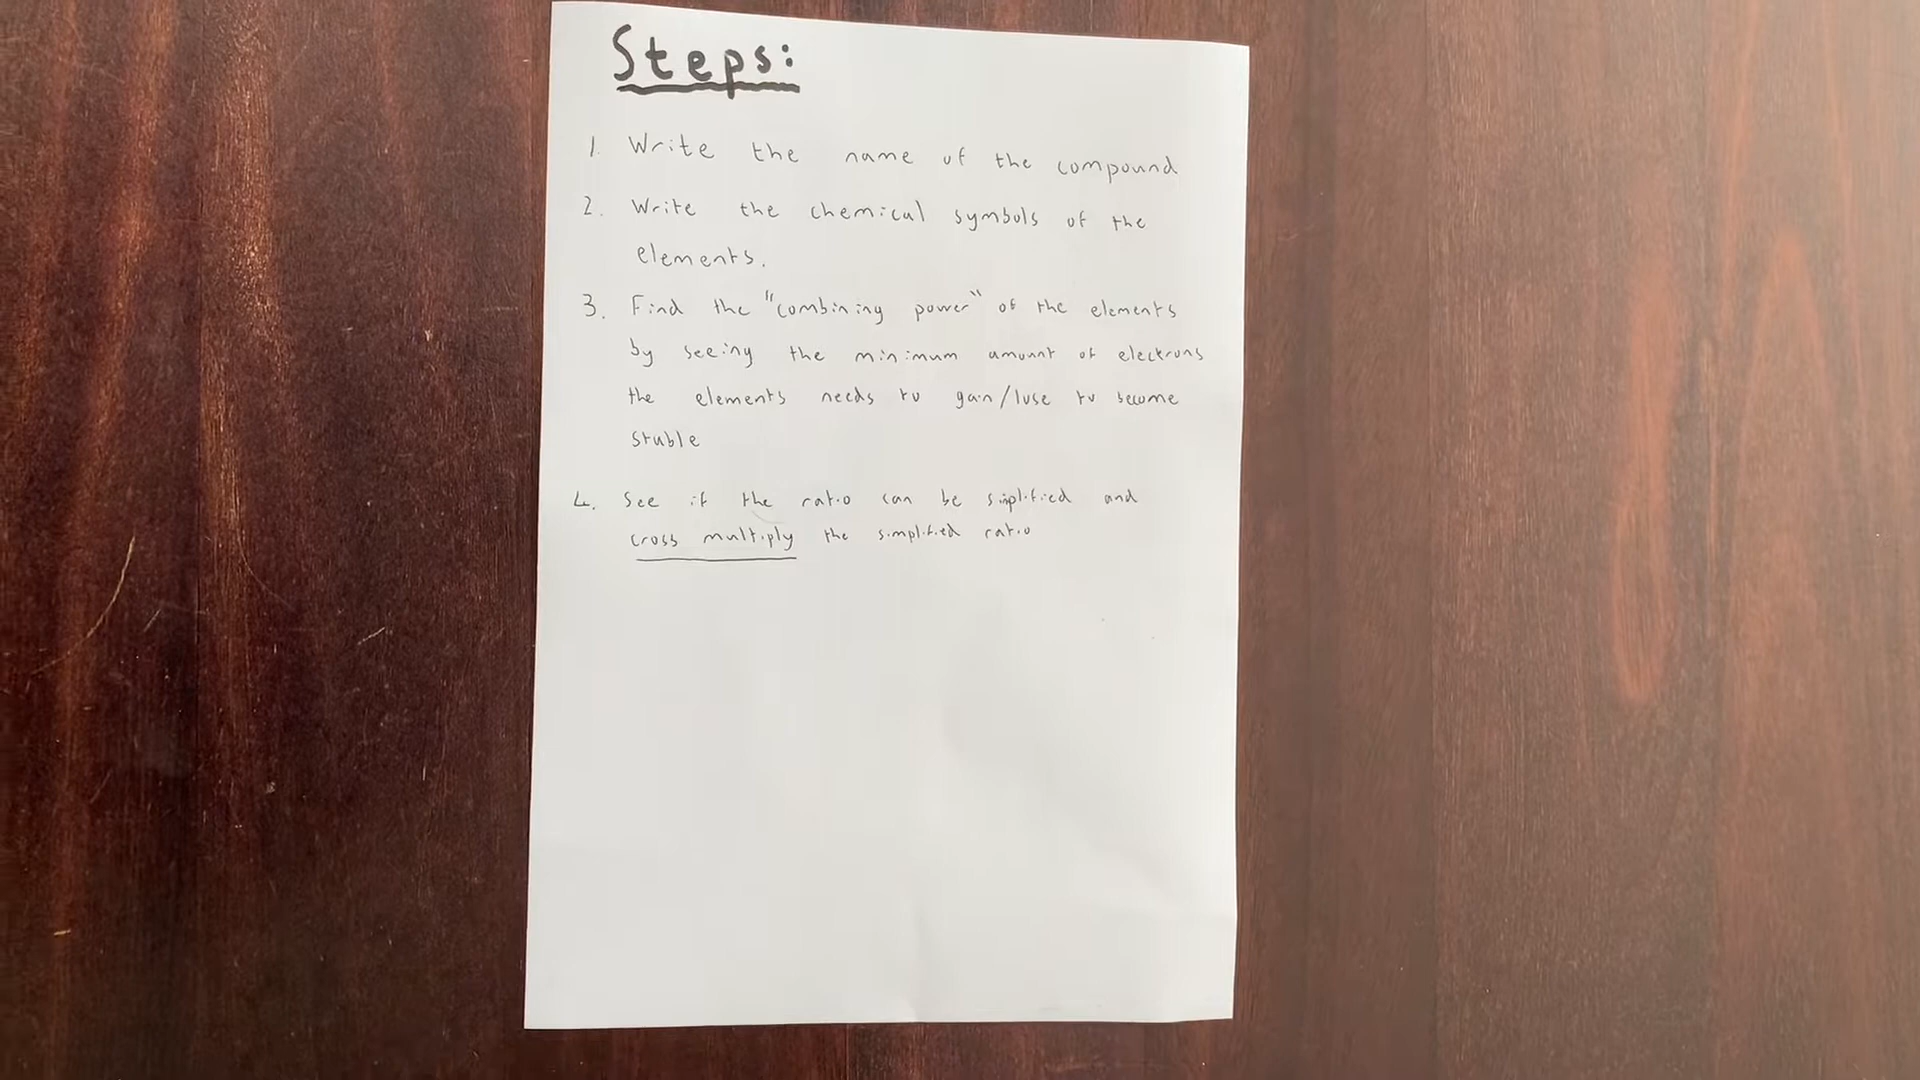 Steps:
1. Write the name of the compound
2. Write the chemical symbols of the
elements.
3. Find the "combining power" of the elements
by seeing the minimum amount of electrons
the elements needs to gain/lose to become
stable
4. See if the ratio can be simplified and
cross multiply the simplified ratio